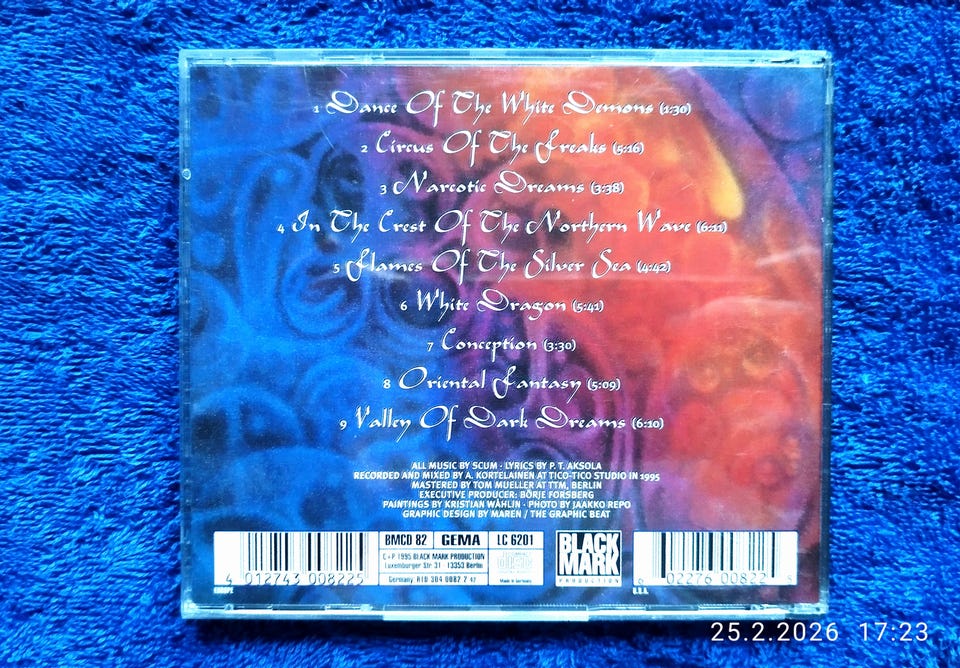 1 Dance Of The White Demons (1:30)
2 Circus Of The Freaks (5:16)
3 Narcotic Dreams (3:38)
4 In The Crest Of The Northern Wave (6:11)
5 Flames Of The Silver Sea (4:42)
6 White Dragon (5:41)
7 Conception (3:30)
8 Oriental Fantasy (5:09)
9 Valley Of Dark Dreams (6:10)
ALL MUSIC BY SCUM · LYRICS BY P. T. AKSOLA
RECORDED AND MIXED BY A. KORTELAINEN AT TICO-TICO STUDIO IN 1995
MASTERED BY TOM MUELLER AT TTM, BERLIN
EXECUTIVE PRODUCER: BÖRJE FORSBERG
PAINTINGS BY KRISTIAN WÅHLIN · PHOTO BY JAAKKO REPO
GRAPHIC DESIGN BY MAREN / THE GRAPHIC BEAT
BMCD 82 GEMA LC 6201
C+P 1995 BLACK MARK PRODUCTION
Luxemburger Str. 31 · 13353 Berlin
Germany
Made in Germany
BLACK MARK
PRODUCTION
4 012743 008225
EUROPE
6 02276 00822 8
U.S.A.
25.2.2026 17:23